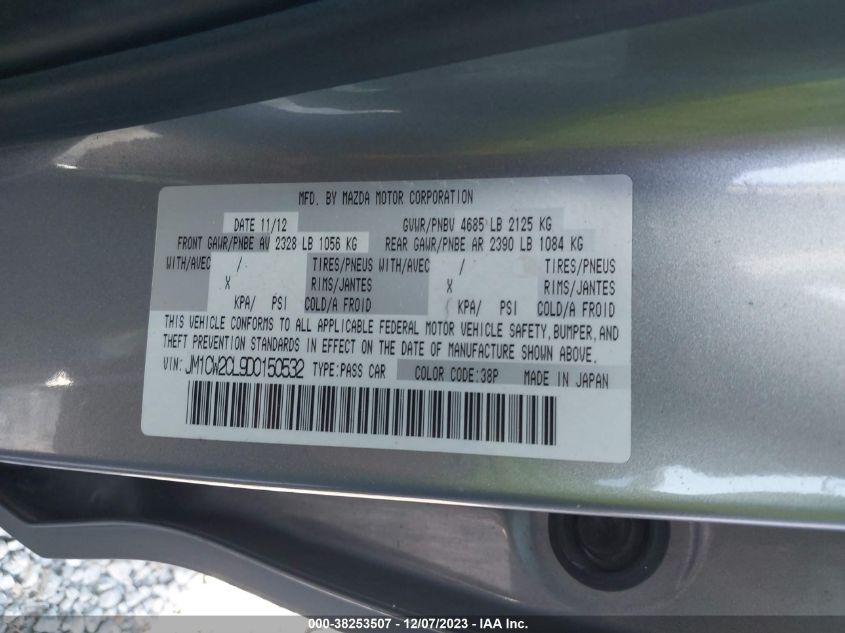 MFD. BY MAZDA MOTOR CORPORATION
DATE 11/12 GVWR/PNBV 4685 LB 2125 KG
FRONT GAWR/PNBE AV 2328 LB 1056 KG REAR GAWR/PNBE AR 2390 LB 1084 KG
WITH/AVEC / TIRES/PNEUS WITH/AVEC / TIRES/PNEUS
X RIMS/JANTES X RIMS/JANTES
KPA/ PSI COLD/A FROID ( KPA/ PSI COLD/A FROID
THIS VEHICLE CONFORMS TO ALL APPLICABLE FEDERAL MOTOR VEHICLE SAFETY, BUMPER, AND
THEFT PREVENTION STANDARDS IN EFFECT ON THE DATE OF MANUFACTURE SHOWN ABOVE.
VIN: JM1CW2CL9D0150532 TYPE:PASS CAR COLOR CODE:38P MADE IN JAPAN
000-38253507 - 12/07/2023 - IAA Inc.